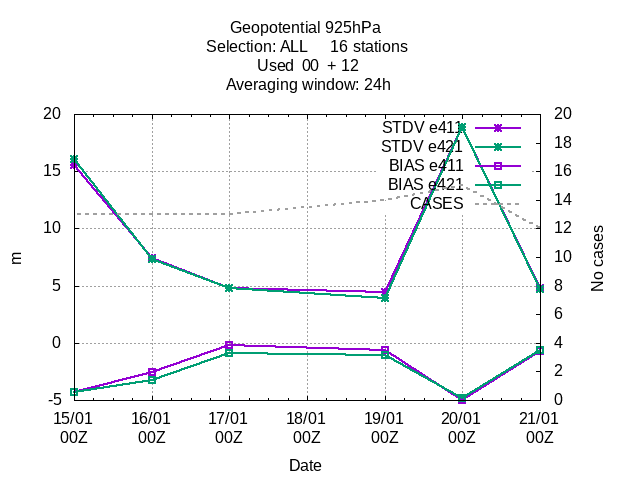 Geopotential 925hPa
Selection: ALL     16 stations
Used  00  + 12
Averaging window: 24h
20
15
10
5
0
-5
m
20
18
16
14
12
10
8
6
4
2
0
No cases
STDV e411
STDV e421
BIAS e411
BIAS e421
CASES
15/01 16/01 17/01 18/01 19/01 20/01 21/01
00Z 00Z 00Z 00Z 00Z 00Z 00Z
Date